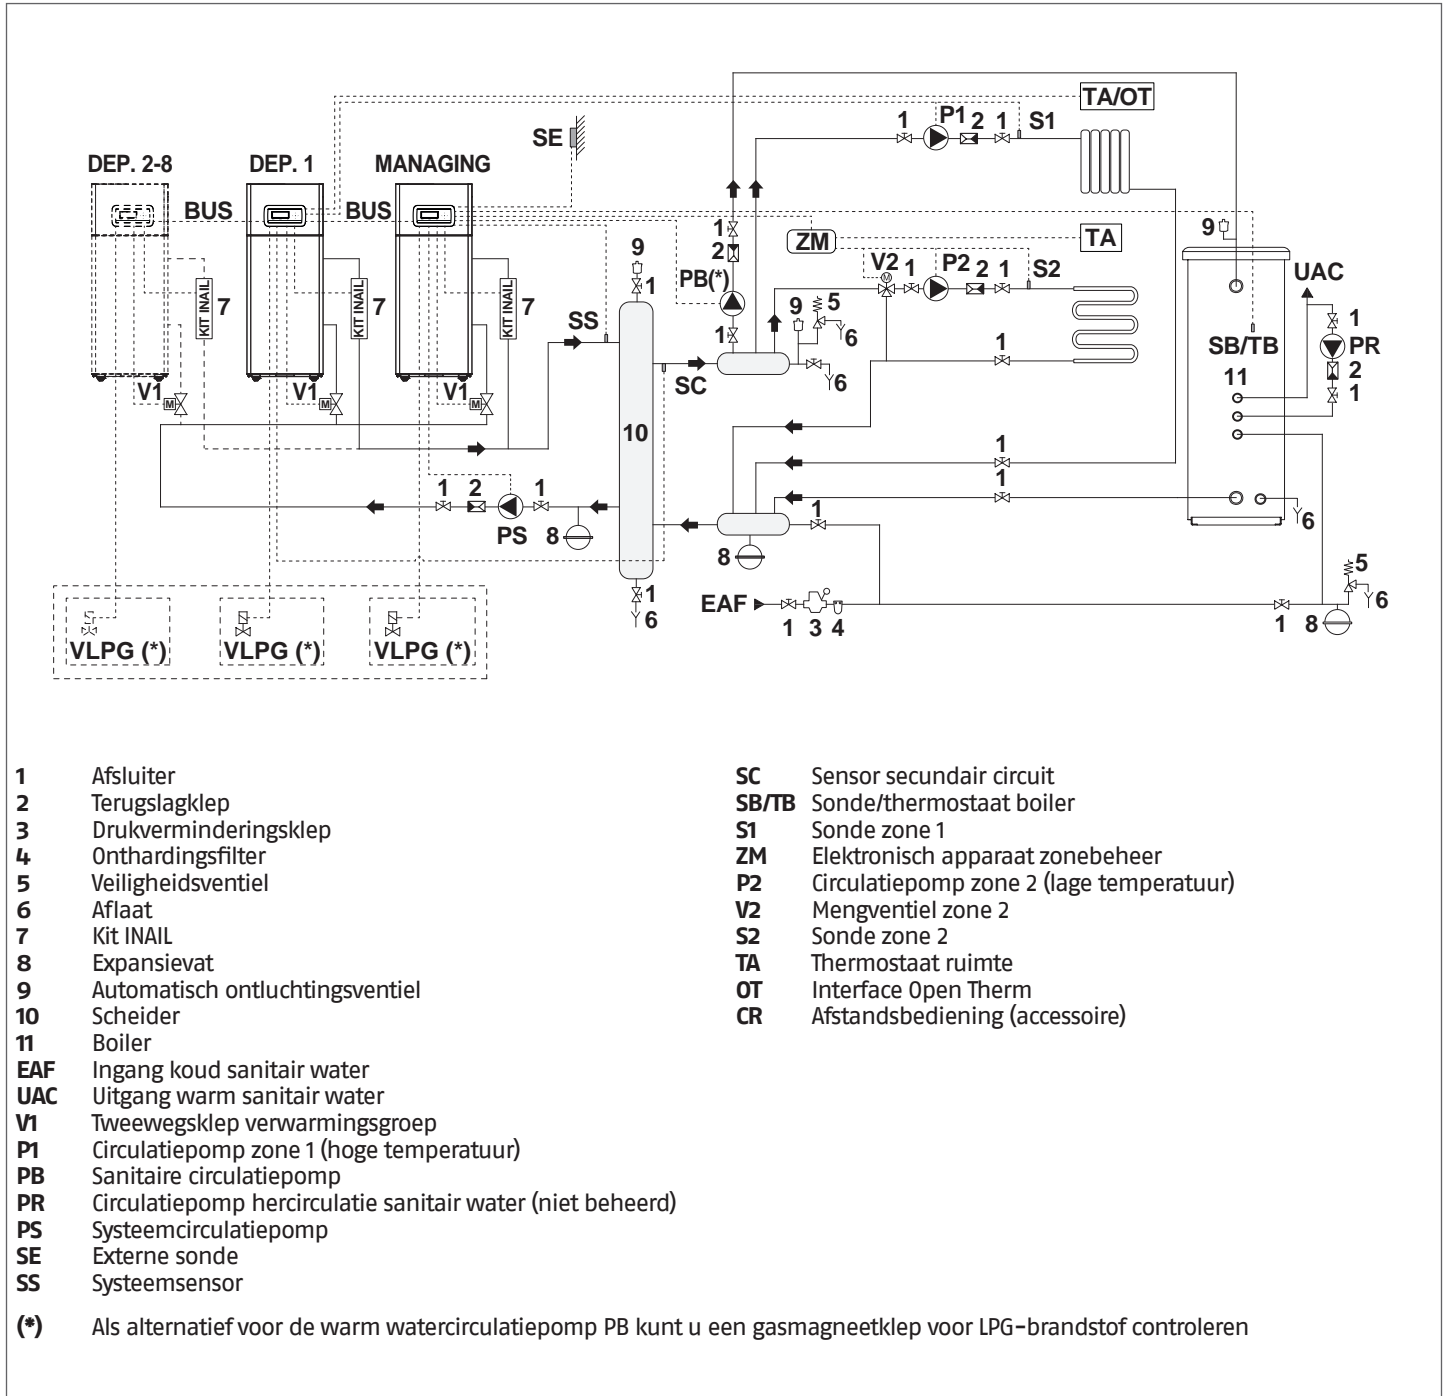 TA/OT
1 P1 2 1 S1
SE
DEP. 2-8 DEP. 1 MANAGING
BUS BUS
1
9
ZM TA
2
9
V2 1 P2 2 1 S2
UAC
PB(*)
1
KIT INAIL 7 KIT INAIL 7 KIT INAIL 7
SS
9 5
1
1
6
SB/TB PR
1
SC
6
2
11
1
V1 M V1 M V1 M
10
1
1
1 2 1
PS 8
1
6
8
5
1
6
EAF
1 3 4
1 8
6
VLPG (*) VLPG (*) VLPG (*)
1 Afsluiter
2 Terugslagklep
3 Drukverminderingsklep
4 Onthardingsfilter
5 Veiligheidsventiel
6 Aflaat
7 Kit INAIL
8 Expansievat
9 Automatisch ontluchtingsventiel
10 Scheider
11 Boiler
EAF Ingang koud sanitair water
UAC Uitgang warm sanitair water
V1 Tweewegsklep verwarmingsgroep
P1 Circulatiepomp zone 1 (hoge temperatuur)
PB Sanitaire circulatiepomp
PR Circulatiepomp hercirculatie sanitair water (niet beheerd)
PS Systeemcirculatiepomp
SE Externe sonde
SS Systeemsensor
SC Sensor secundair circuit
SB/TB Sonde/thermostaat boiler
S1 Sonde zone 1
ZM Elektronisch apparaat zonebeheer
P2 Circulatiepomp zone 2 (lage temperatuur)
V2 Mengventiel zone 2
S2 Sonde zone 2
TA Thermostaat ruimte
OT Interface Open Therm
CR Afstandsbediening (accessoire)
(*) Als alternatief voor de warm watercirculatiepomp PB kunt u een gasmagneetklep voor LPG-brandstof controleren